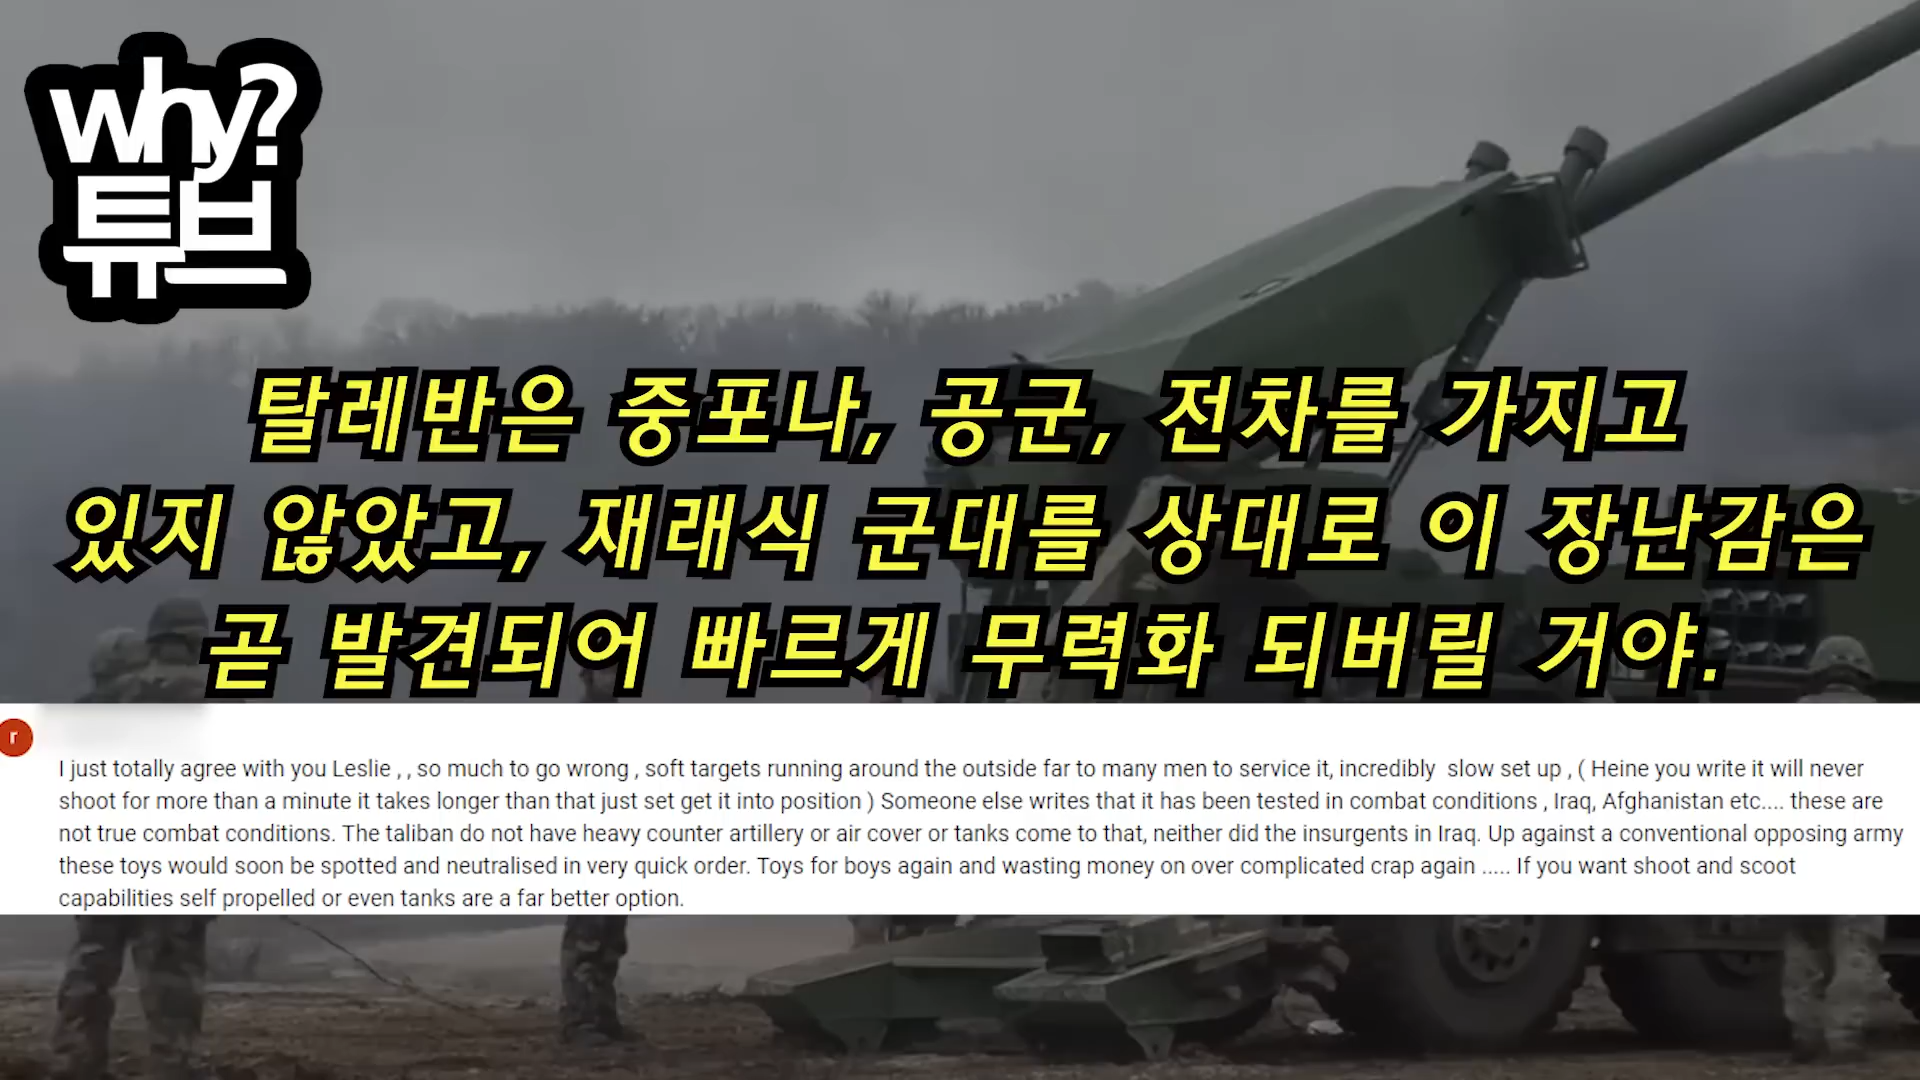 why?
튜브
탈레반은 중포나, 공군, 전차를 가지고
있지 않았고, 재래식 군대를 상대로 이 장난감은
곧 발견되어 빠르게 무력화 되버릴 거야.
r
I just totally agree with you Leslie , , so much to go wrong , soft targets running around the outside far to many men to service it, incredibly  slow set up , ( Heine you write it will never
shoot for more than a minute it takes longer than that just set get it into position ) Someone else writes that it has been tested in combat conditions , Iraq, Afghanistan etc.... these are
not true combat conditions. The taliban do not have heavy counter artillery or air cover or tanks come to that, neither did the insurgents in Iraq. Up against a conventional opposing army
these toys would soon be spotted and neutralised in very quick order. Toys for boys again and wasting money on over complicated crap again ..... If you want shoot and scoot
capabilities self propelled or even tanks are a far better option.